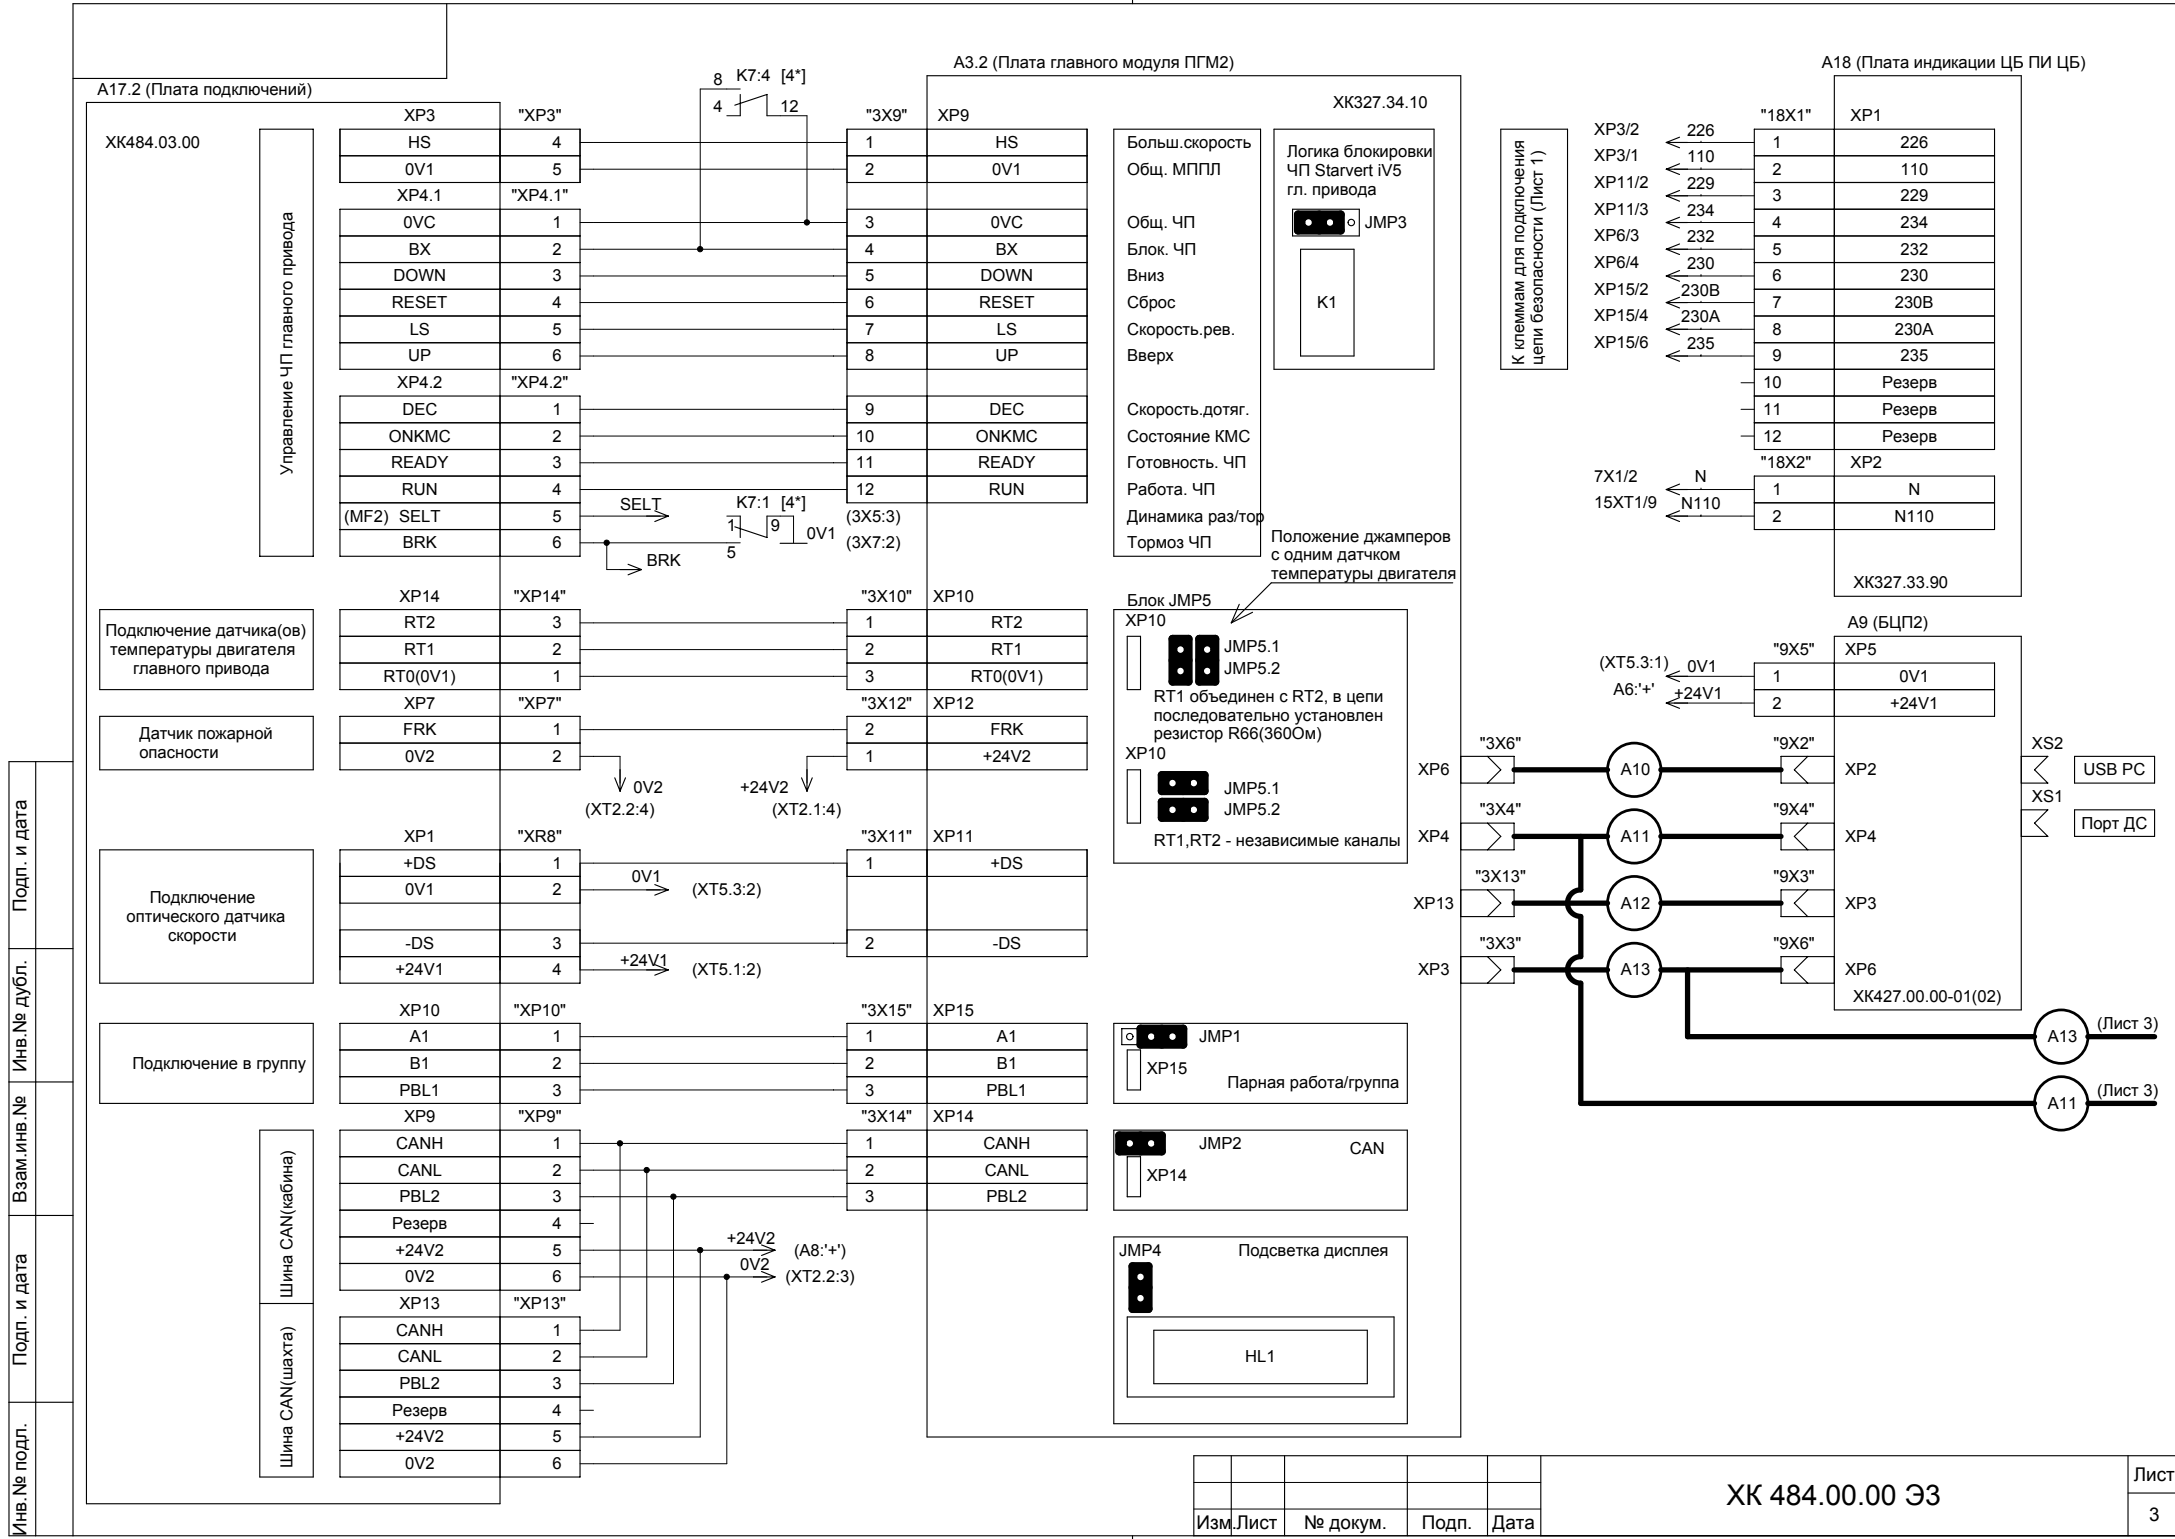 А17.2 (Плата подключений)
ХК484.03.00
Управление ЧП главного привода
XP3 "XP3"
HS 4
0V1 5
XP4.1 "XP4.1"
0VC 1
BX 2
DOWN 3
RESET 4
LS 5
UP 6
XP4.2 "XP4.2"
DEC 1
ONKMC 2
READY 3
RUN 4
(MF2) SELT 5
BRK 6
8 K7:4 [4*]
4 12
SELT
K7:1 [4*]
1 9
5
0V1
BRK
(3X5:3)
(3X7:2)
Подключение датчика(ов)
температуры двигателя
главного привода
XP14 "XP14"
RT2 3
RT1 2
RT0(0V1) 1
Датчик пожарной
опасности
XP7 "XP7"
FRK 1
0V2 2
0V2
(XT2.2:4)
+24V2
(XT2.1:4)
Подключение
оптического датчика
скорости
XP1 "XR8"
+DS 1
0V1 2
-DS 3
+24V1 4
0V1
(XT5.3:2)
+24V1
(XT5.1:2)
Подключение в группу
XP10 "XP10"
A1 1
B1 2
PBL1 3
Шина CAN(кабина)
XP9 "XP9"
CANH 1
CANL 2
PBL2 3
Резерв 4
+24V2 5
0V2 6
+24V2
(A8:'+')
0V2
(XT2.2:3)
Шина CAN(шахта)
XP13 "XP13"
CANH 1
CANL 2
PBL2 3
Резерв 4
+24V2 5
0V2 6
А3.2 (Плата главного модуля ПГМ2)
ХК327.34.10
"3X9" XP9
1 HS Больш.скорость
2 0V1 Общ. МППЛ
3 0VC Общ. ЧП
4 BX Блок. ЧП
5 DOWN Вниз
6 RESET Сброс
7 LS Скорость.рев.
8 UP Вверх
9 DEC Скорость.дотяг.
10 ONKMC Состояние КМС
11 READY Готовность. ЧП
12 RUN Работа. ЧП
Динамика раз/тор
Тормоз ЧП
Логика блокировки
ЧП Starvert iV5
гл. привода
JMP3
K1
Положение джамперов
с одним датчком
температуры двигателя
"3X10" XP10
1 RT2
2 RT1
3 RT0(0V1)
"3X12" XP12
2 FRK
1 +24V2
"3X11" XP11
1 +DS
2 -DS
"3X15" XP15
1 A1
2 B1
3 PBL1
"3X14" XP14
1 CANH
2 CANL
3 PBL2
Блок JMP5
XP10
JMP5.1
JMP5.2
RT1 объединен с RT2, в цепи
последовательно установлен
резистор R66(360Ом)
XP10
JMP5.1
JMP5.2
RT1,RT2 - независимые каналы
JMP1
XP15
Парная работа/группа
JMP2
CAN
XP14
JMP4
Подсветка дисплея
HL1
А18 (Плата индикации ЦБ ПИ ЦБ)
К клеммам для подключения
цепи безопасности (Лист 1)
"18X1" XP1
XP3/2 226 1 226
XP3/1 110 2 110
XP11/2 229 3 229
XP11/3 234 4 234
XP6/3 232 5 232
XP6/4 230 6 230
XP15/2 230B 7 230B
XP15/4 230A 8 230A
XP15/6 235 9 235
10 Резерв
11 Резерв
12 Резерв
"18X2" XP2
7X1/2 N 1 N
15XT1/9 N110 2 N110
ХК327.33.90
А9 (БЦП2)
"9X5" XP5
(XT5.3:1) 0V1 1 0V1
A6:'+' +24V1 2 +24V1
XP6 "3X6" A10 "9X2" XP2
XP4 "3X4" A11 "9X4" XP4
XP13 "3X13" A12 "9X3" XP3
XP3 "3X3" A13 "9X6" XP6
XS2
USB PC
XS1
Порт ДС
ХК427.00.00-01(02)
A13 (Лист 3)
A11 (Лист 3)
Подп. и дата
Инв.№ дубл.
Взам.инв.№
Подп. и дата
Инв.№ подл.
Изм.Лист № докум. Подп. Дата
ХК 484.00.00 Э3
Лист
3